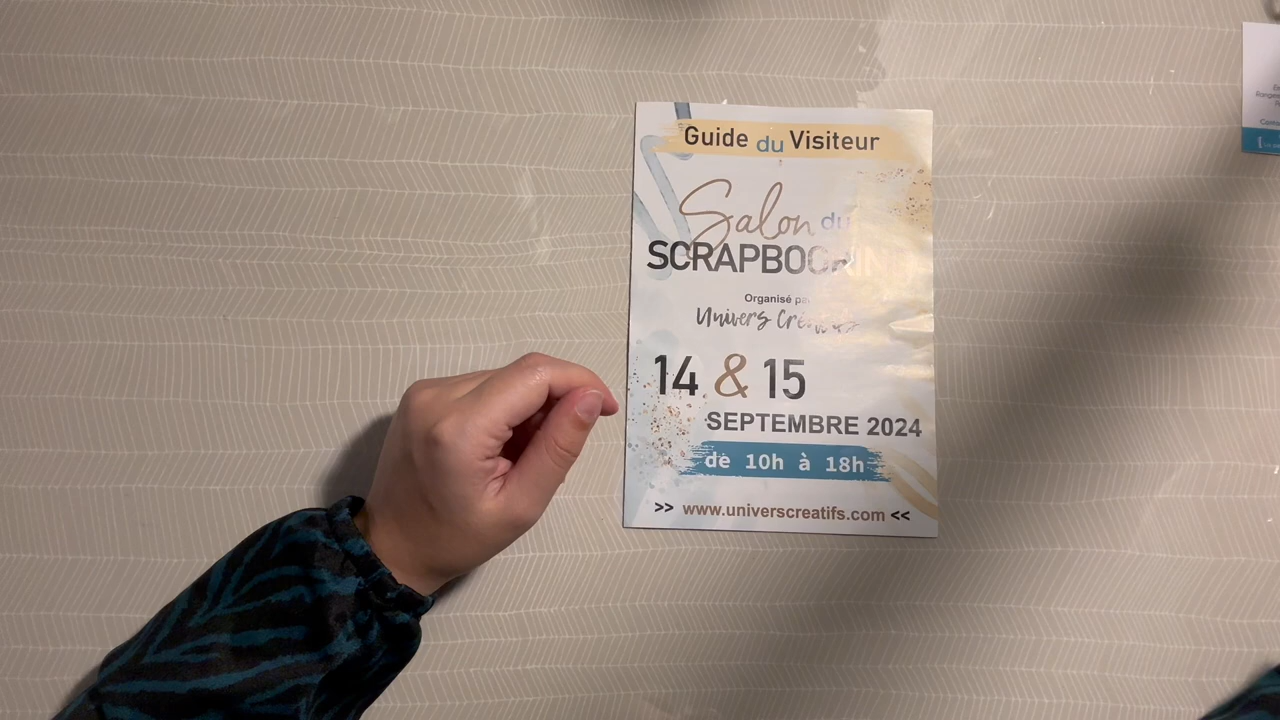 Guide du Visiteur
Salon du
SCRAPBOOKIN
Organisé par
Univers Créatifs
14 & 15
SEPTEMBRE 2024
de 10h à 18h
>> www.universcreatifs.com <<